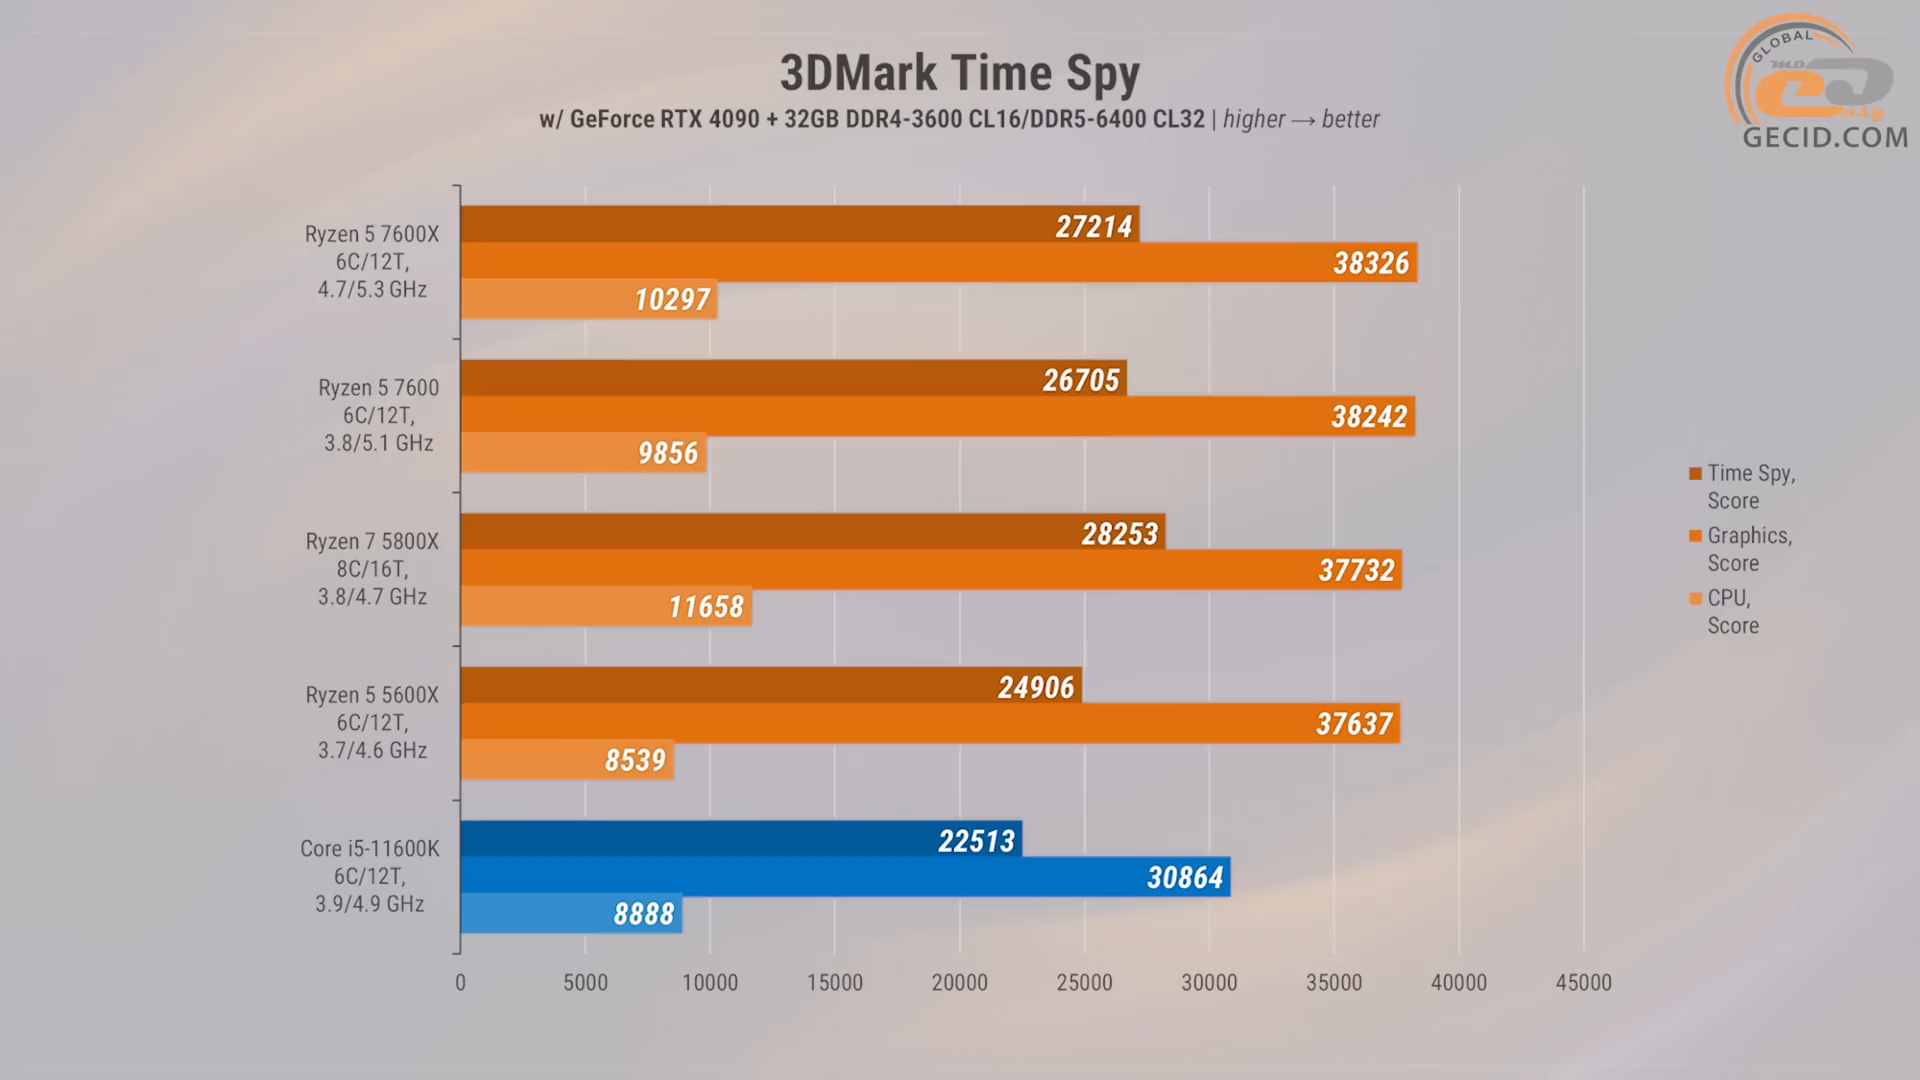 3DMark Time Spy
w/ GeForce RTX 4090 + 32GB DDR4-3600 CL16/DDR5-6400 CL32 | higher → better
GLOBAL
GECID.COM
Ryzen 5 7600X
6C/12T,
4.7/5.3 GHz
27214
38326
10297
Ryzen 5 7600
6C/12T,
3.8/5.1 GHz
26705
38242
9856
Ryzen 7 5800X
8C/16T,
3.8/4.7 GHz
28253
37732
11658
Ryzen 5 5600X
6C/12T,
3.7/4.6 GHz
24906
37637
8539
Core i5-11600K
6C/12T,
3.9/4.9 GHz
22513
30864
8888
0 5000 10000 15000 20000 25000 30000 35000 40000 45000
Time Spy,
Score
Graphics,
Score
CPU,
Score